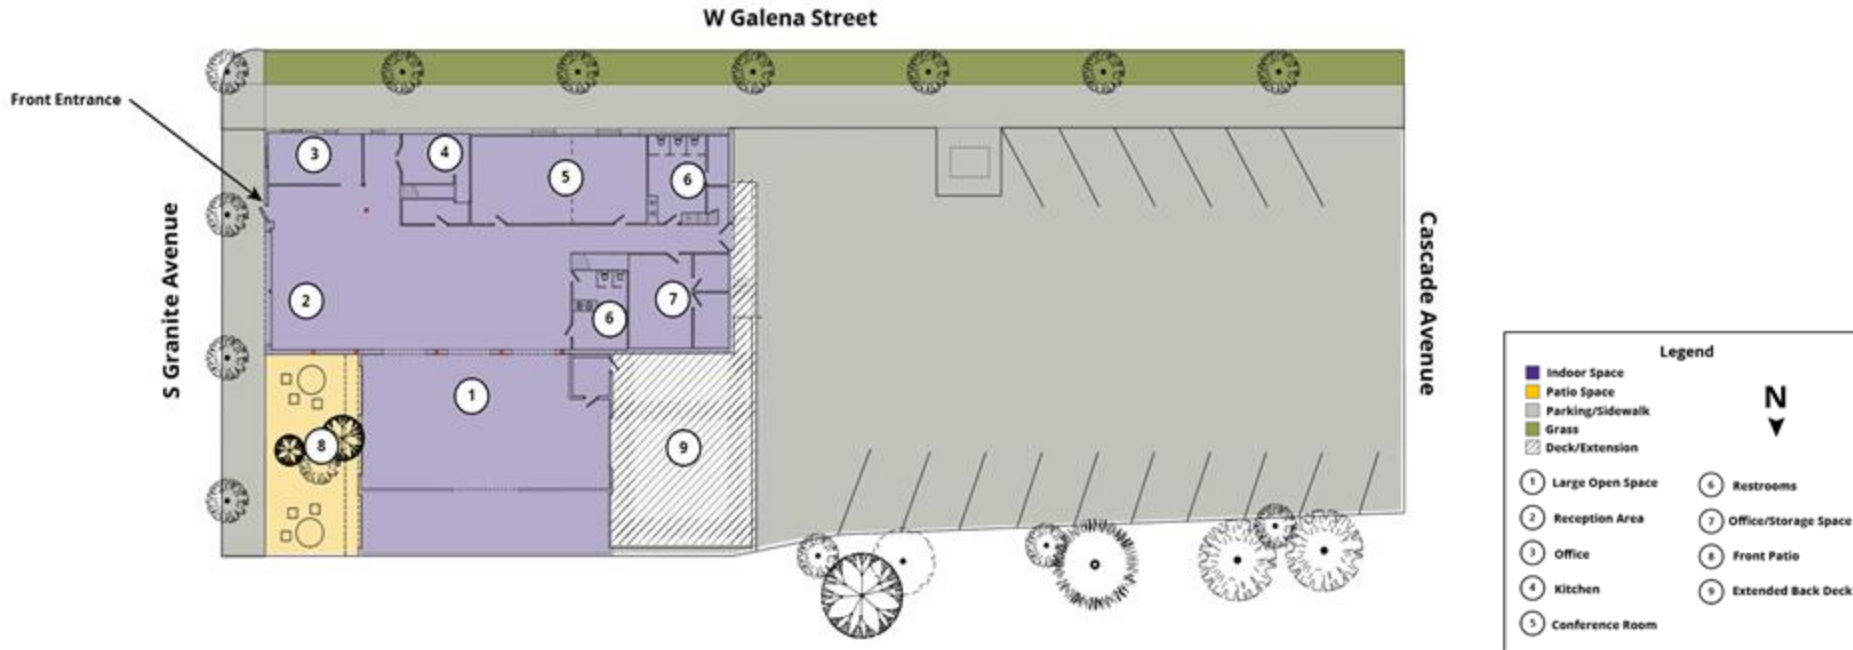 W Galena Street
Front Entrance
3
4
5
6
S Granite Avenue
2
6
7
Cascade Avenue
1
8
9
Legend
Indoor Space
Patio Space
Parking/Sidewalk
Grass
Deck/Extension
N
1 Large Open Space
2 Reception Area
3 Office
4 Kitchen
5 Conference Room
6 Restrooms
7 Office/Storage Space
8 Front Patio
9 Extended Back Deck